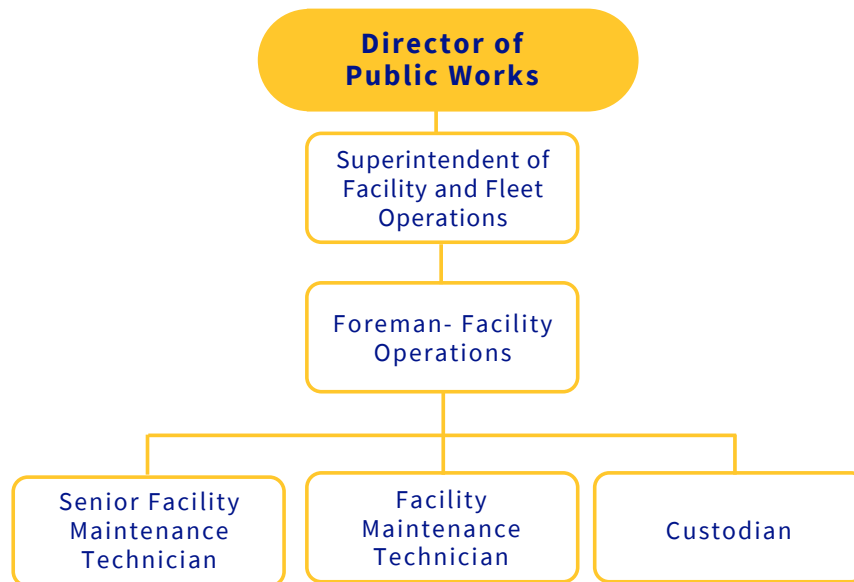 Director of
Public Works
Superintendent of
Facility and Fleet
Operations
Foreman- Facility
Operations
Senior Facility
Maintenance
Technician
Facility
Maintenance
Technician
Custodian